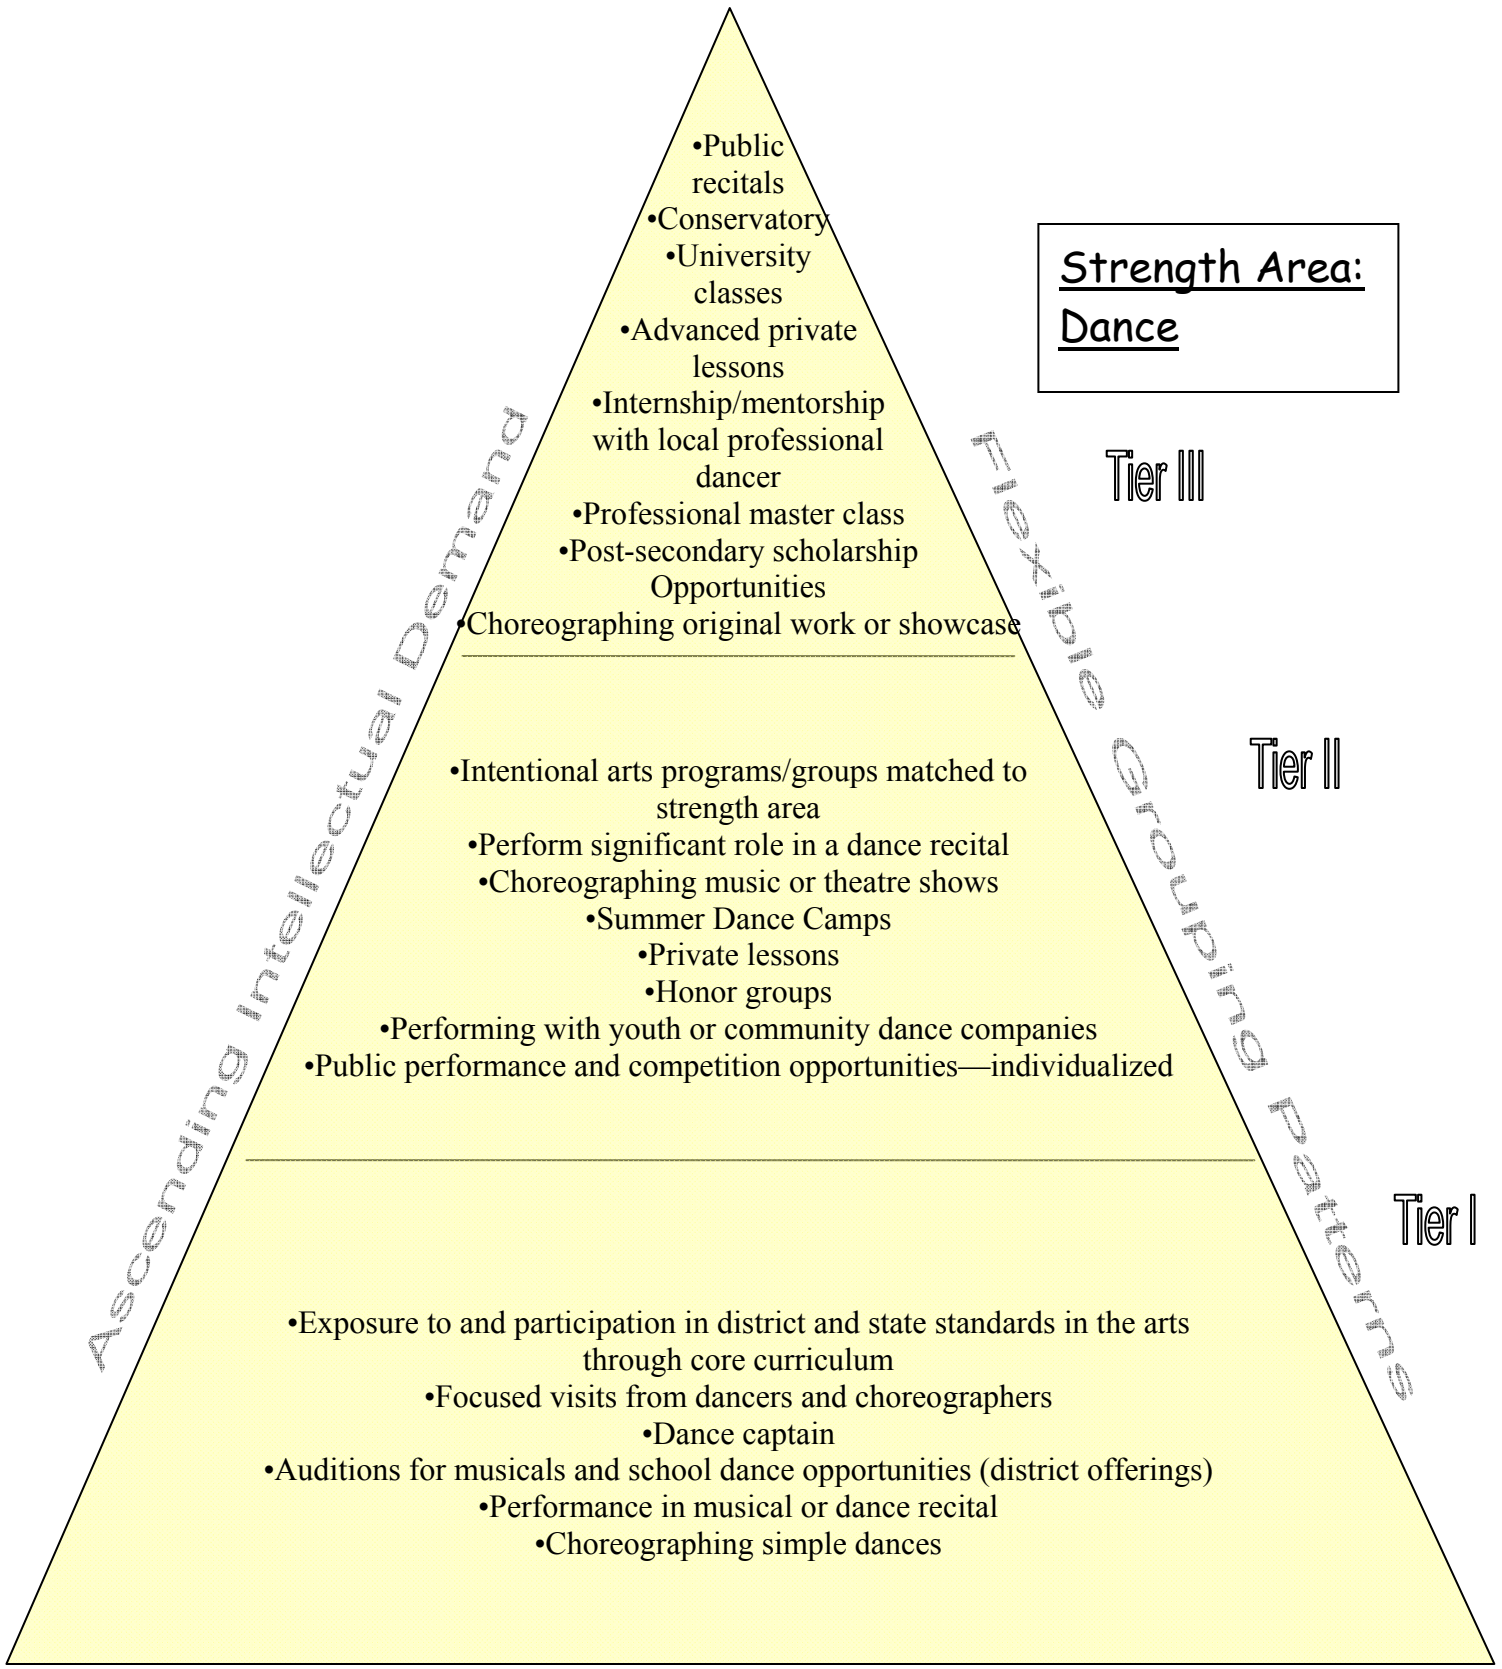 •Public
recitals
•Conservatory
•University
classes
•Advanced private
lessons
•Internship/mentorship
with local professional
dancer
•Professional master class
•Post-secondary scholarship
Opportunities
•Choreographing original work or showcase
Strength Area:
Dance
Tier III
Ascending Intellectual Demand
Flexible Grouping Patterns
Tier II
•Intentional arts programs/groups matched to
strength area
•Perform significant role in a dance recital
•Choreographing music or theatre shows
•Summer Dance Camps
•Private lessons
•Honor groups
•Performing with youth or community dance companies
•Public performance and competition opportunities—individualized
Tier I
•Exposure to and participation in district and state standards in the arts
through core curriculum
•Focused visits from dancers and choreographers
•Dance captain
•Auditions for musicals and school dance opportunities (district offerings)
•Performance in musical or dance recital
•Choreographing simple dances